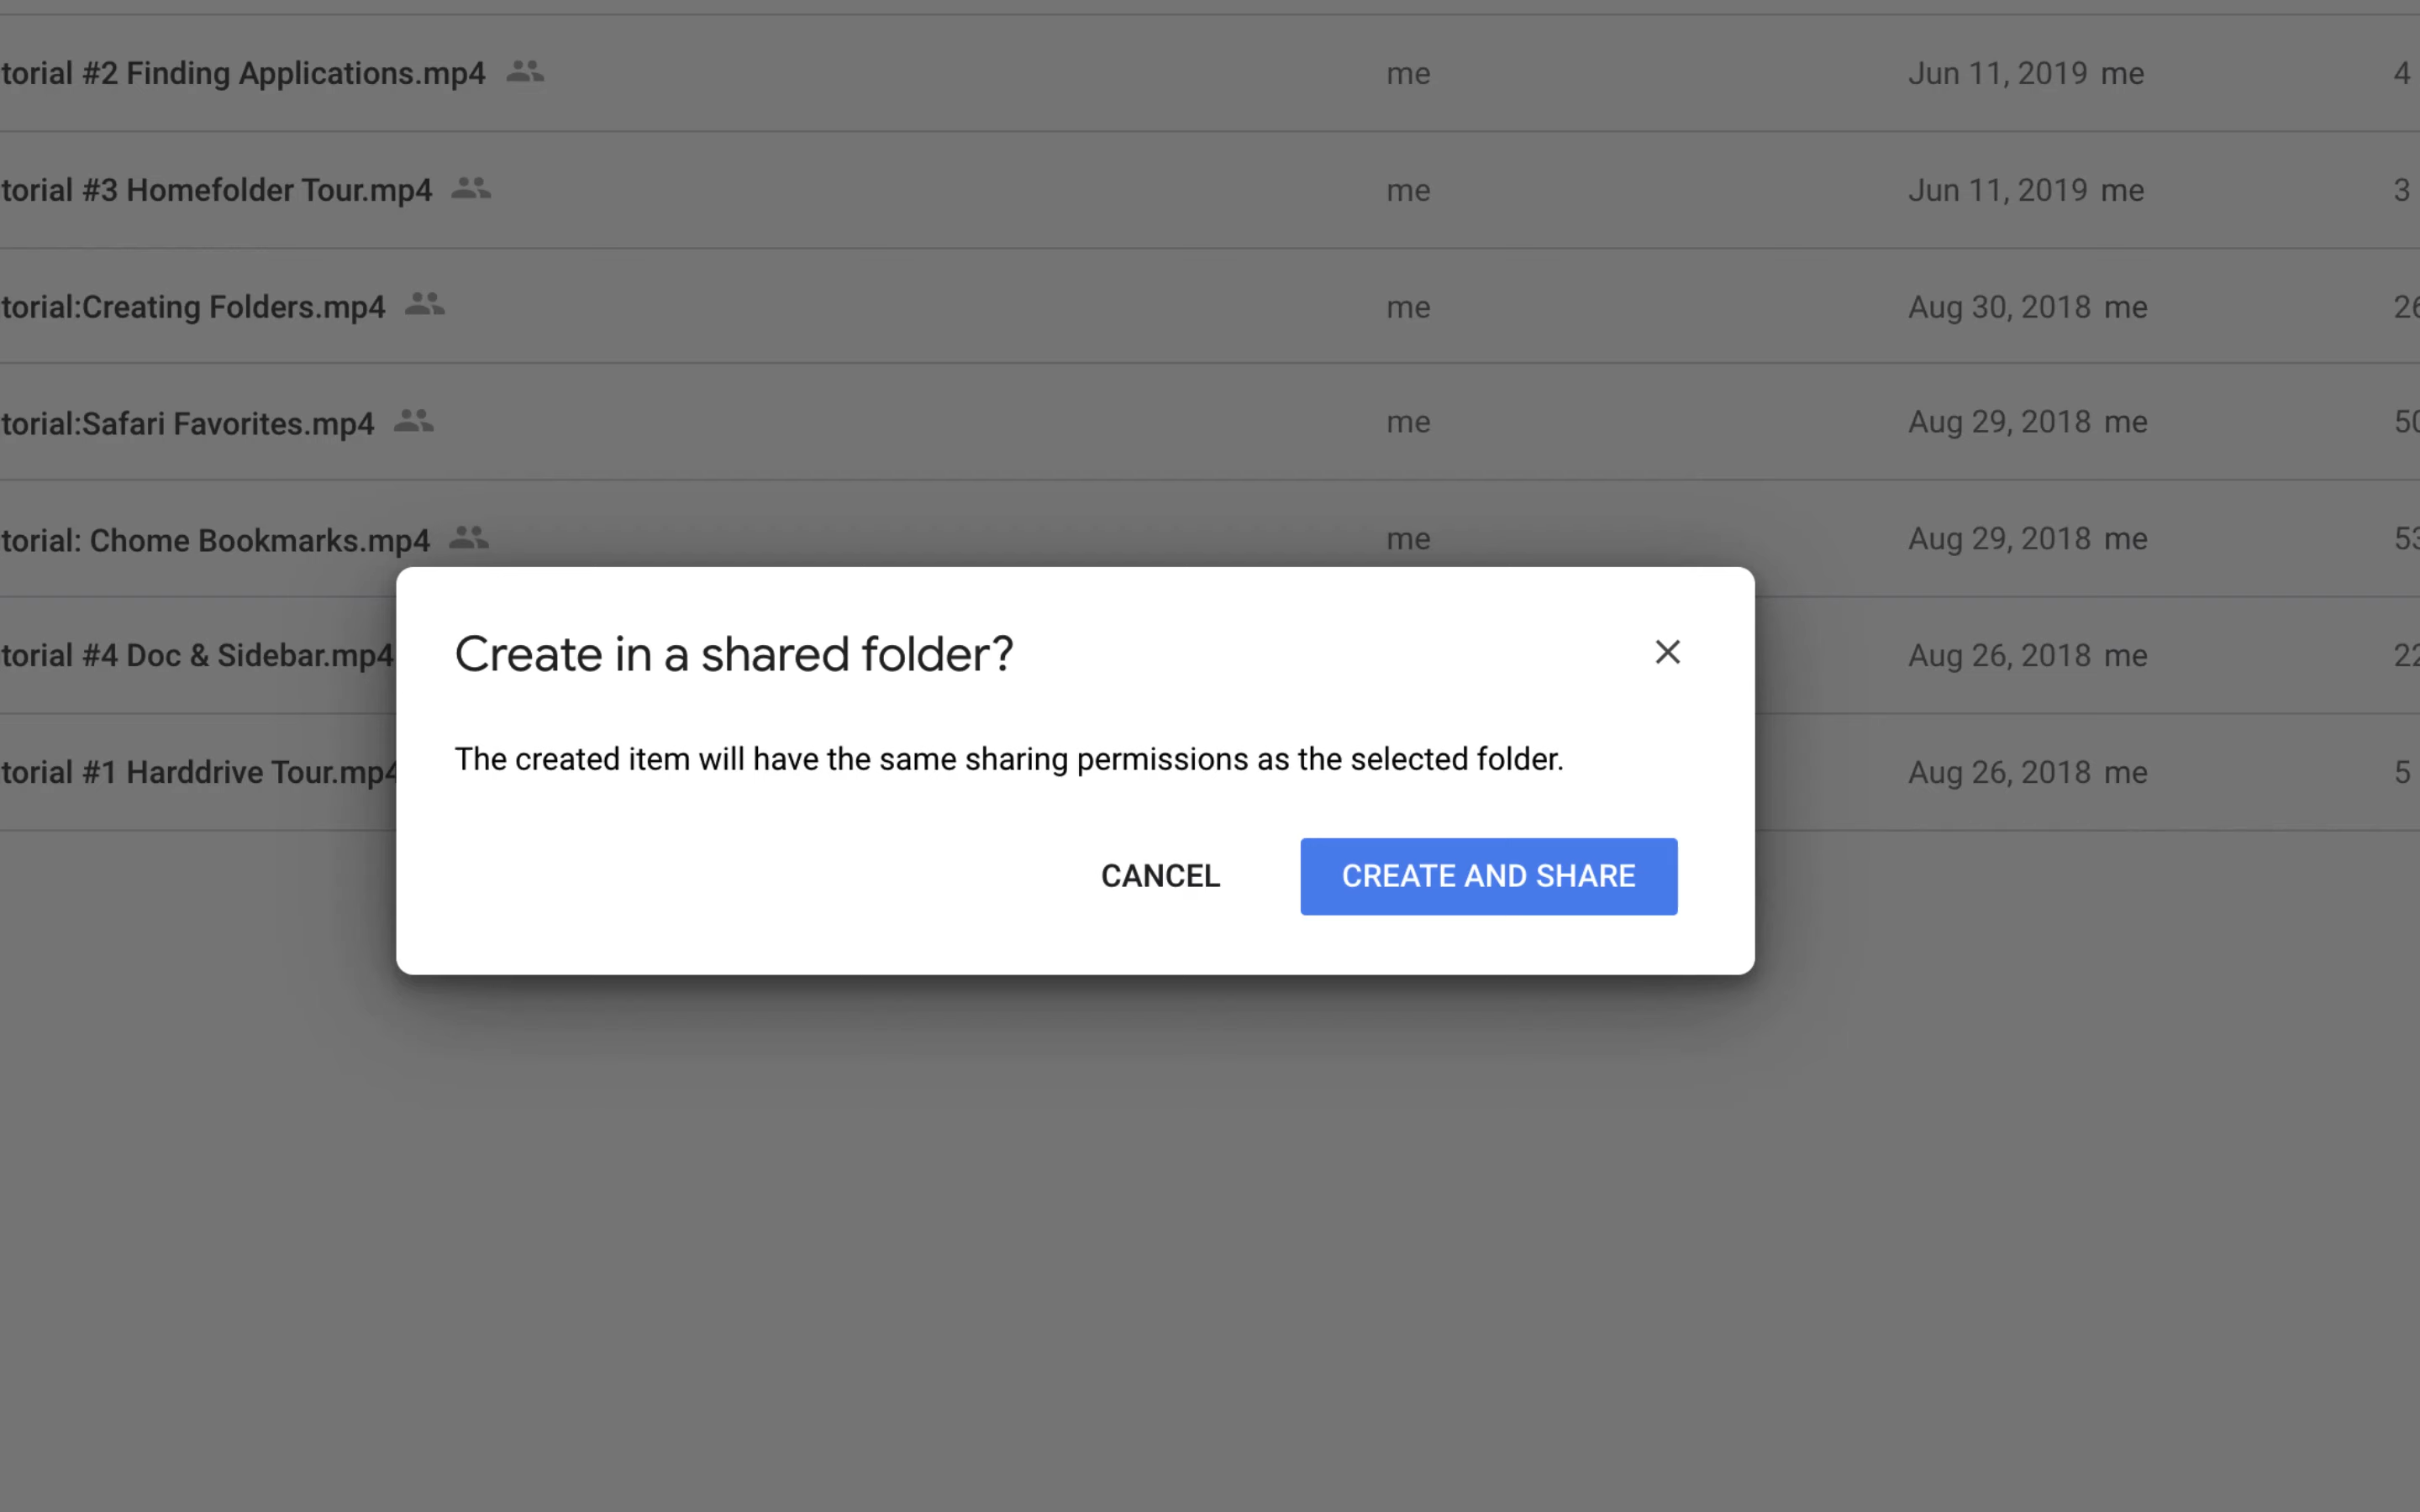 torial #2 Finding Applications.mp4 me Jun 11, 2019 me 4
torial #3 Homefolder Tour.mp4 me Jun 11, 2019 me 3
torial:Creating Folders.mp4 me Aug 30, 2018 me 26
torial:Safari Favorites.mp4 me Aug 29, 2018 me 50
torial: Chome Bookmarks.mp4 me Aug 29, 2018 me 53
torial #4 Doc & Sidebar.mp4 Aug 26, 2018 me 22
torial #1 Harddrive Tour.mp4 Aug 26, 2018 me 5
Create in a shared folder?
The created item will have the same sharing permissions as the selected folder.
CANCEL CREATE AND SHARE